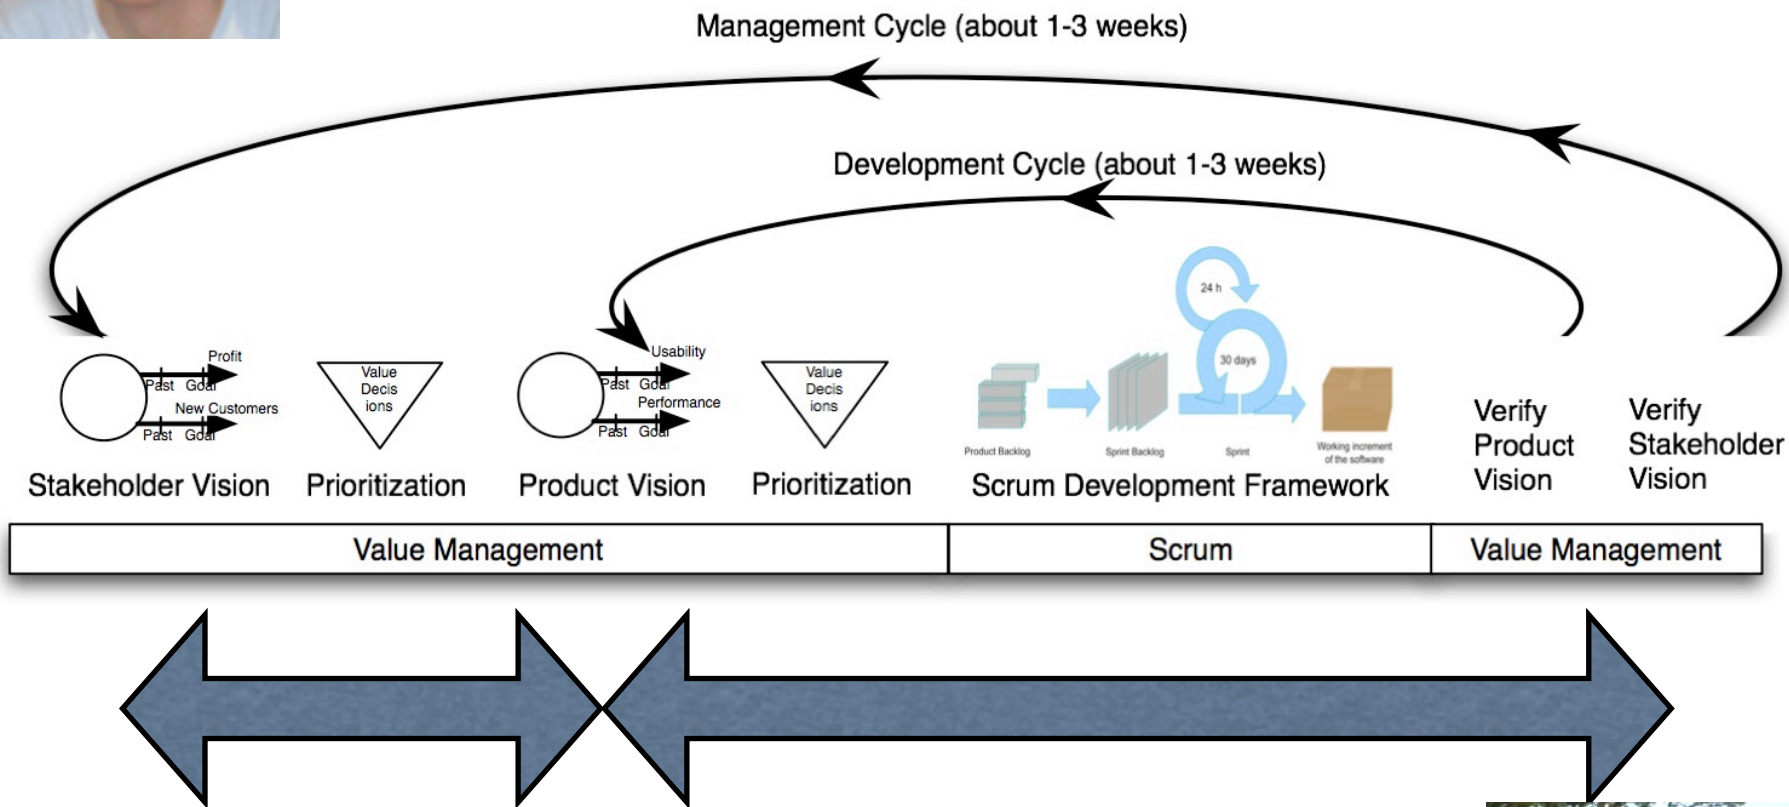 Management Cycle (about 1-3 weeks)
Development Cycle (about 1-3 weeks)
24 h
30 days
Profit
Past Goal
New Customers
Past Goal
Value
Decis
ions
Usability
Past Goal
Performance
Past Goal
Value
Decis
ions
Product Backlog
Sprint Backlog
Sprint
Working increment
of the software
Verify
Product
Vision
Verify
Stakeholder
Vision
Stakeholder Vision
Prioritization
Product Vision
Prioritization
Scrum Development Framework
Value Management
Scrum
Value Management